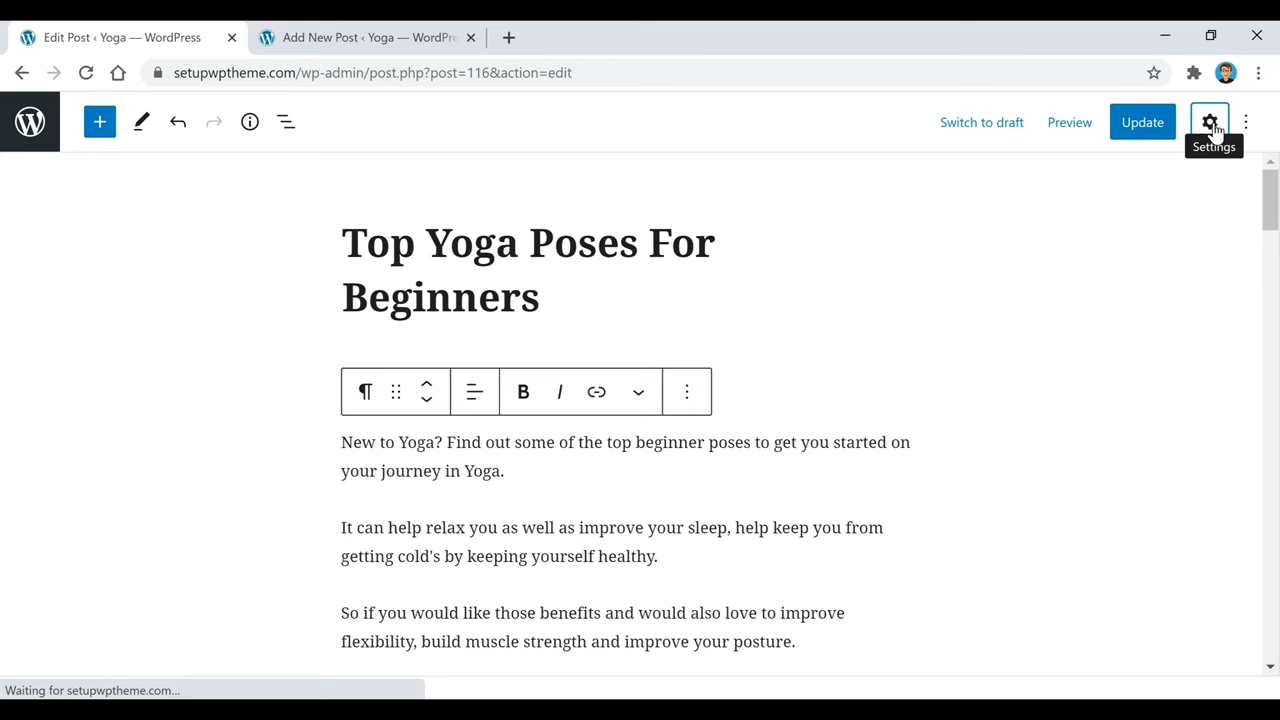 Edit Post ‹ Yoga — WordPress
Add New Post ‹ Yoga — WordPre
setupwptheme.com/wp-admin/post.php?post=116&action=edit
Switch to draft
Preview
Update
Settings
Top Yoga Poses For
Beginners
B I
New to Yoga? Find out some of the top beginner poses to get you started on
your journey in Yoga.
It can help relax you as well as improve your sleep, help keep you from
getting cold's by keeping yourself healthy.
So if you would like those benefits and would also love to improve
flexibility, build muscle strength and improve your posture.
Waiting for setupwptheme.com...